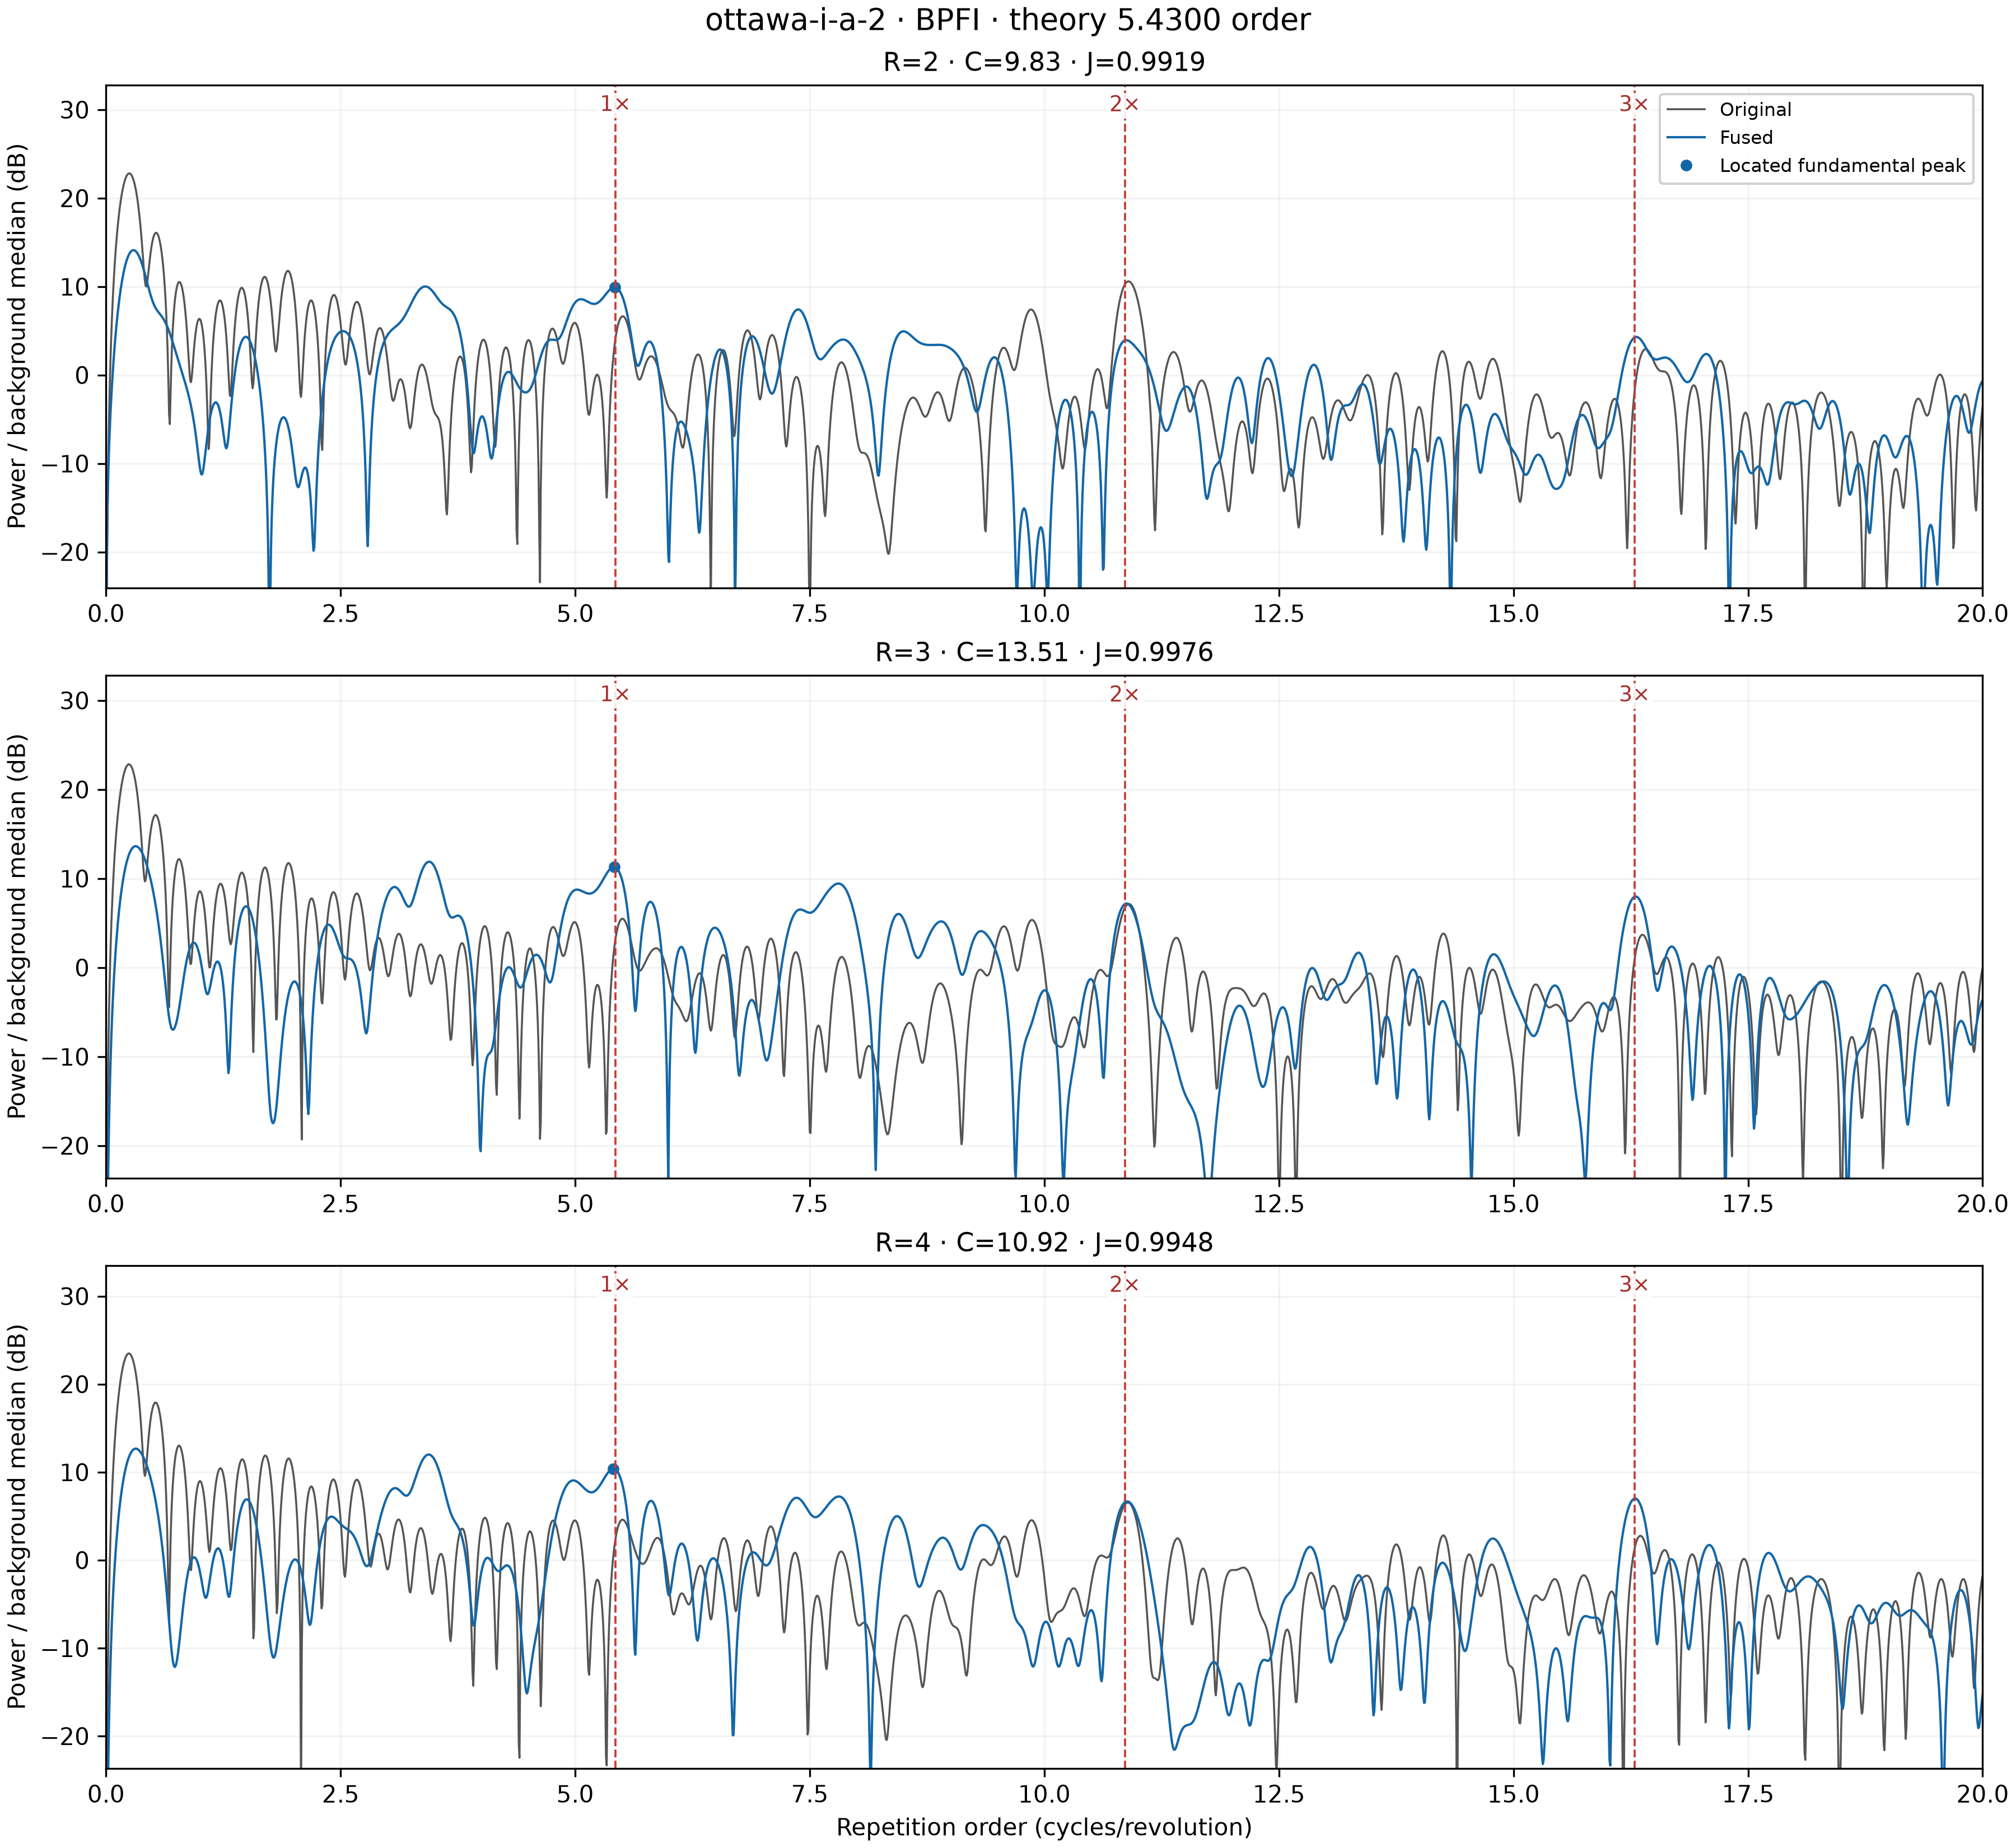 ottawa-i-a-2 · BPFI · theory 5.4300 order
R=2 · C=9.83 · J=0.9919
Power / background median (dB)
30
20
10
0
−10
−20
1×
2×
3×
Original
Fused
Located fundamental peak
0.0 2.5 5.0 7.5 10.0 12.5 15.0 17.5 20.0
R=3 · C=13.51 · J=0.9976
Power / background median (dB)
30
20
10
0
−10
−20
1×
2×
3×
0.0 2.5 5.0 7.5 10.0 12.5 15.0 17.5 20.0
R=4 · C=10.92 · J=0.9948
Power / background median (dB)
30
20
10
0
−10
−20
1×
2×
3×
0.0 2.5 5.0 7.5 10.0 12.5 15.0 17.5 20.0
Repetition order (cycles/revolution)